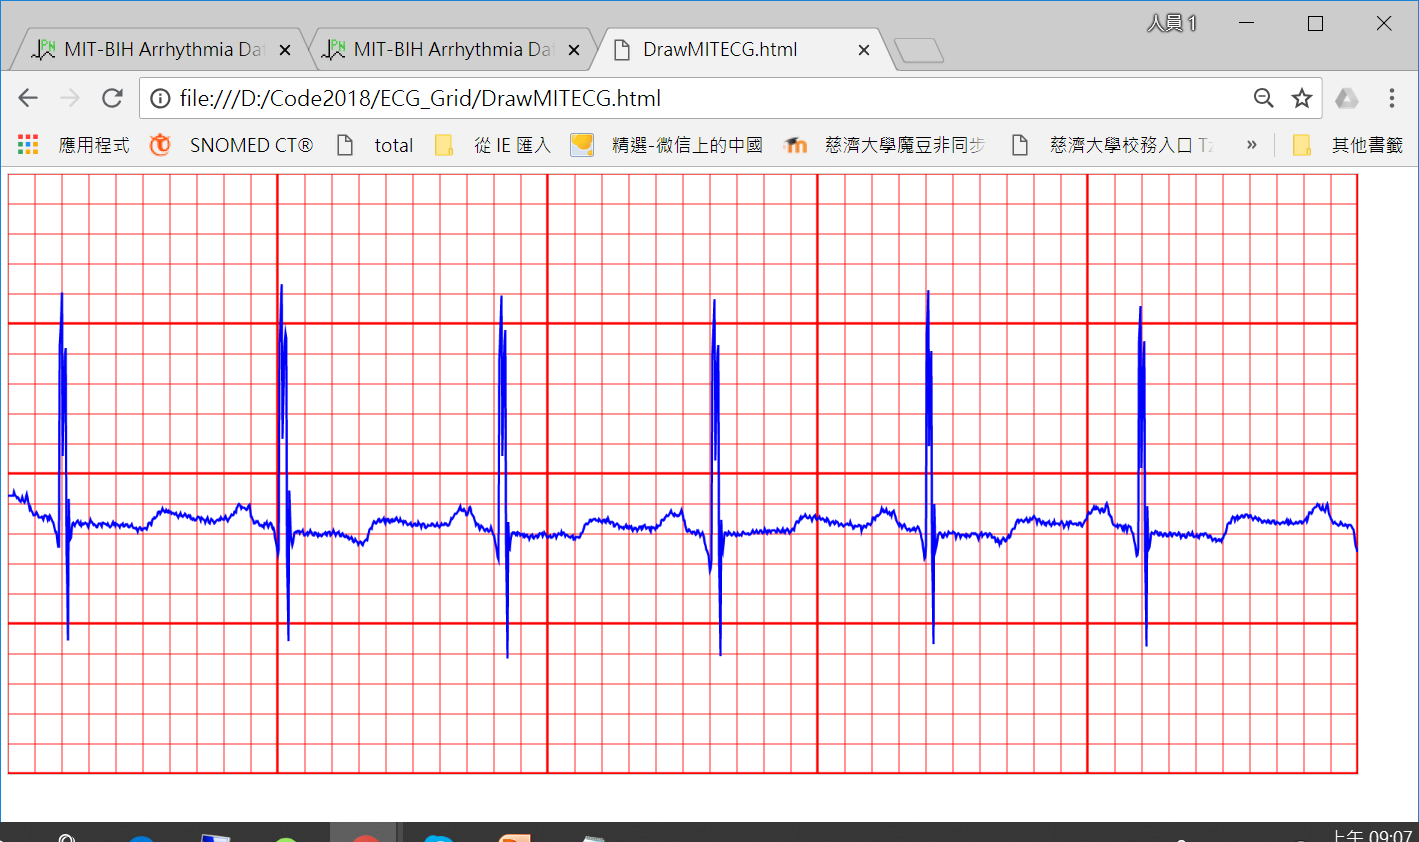 人員 1
MIT-BIH Arrhythmia Da
MIT-BIH Arrhythmia Da
DrawMITECG.html
file:///D:/Code2018/ECG_Grid/DrawMITECG.html
應用程式 SNOMED CT® total 從 IE 匯入 精選-微信上的中國 慈濟大學魔豆非同步 慈濟大學校務入口 Tz » 其他書籤
上午 09:07